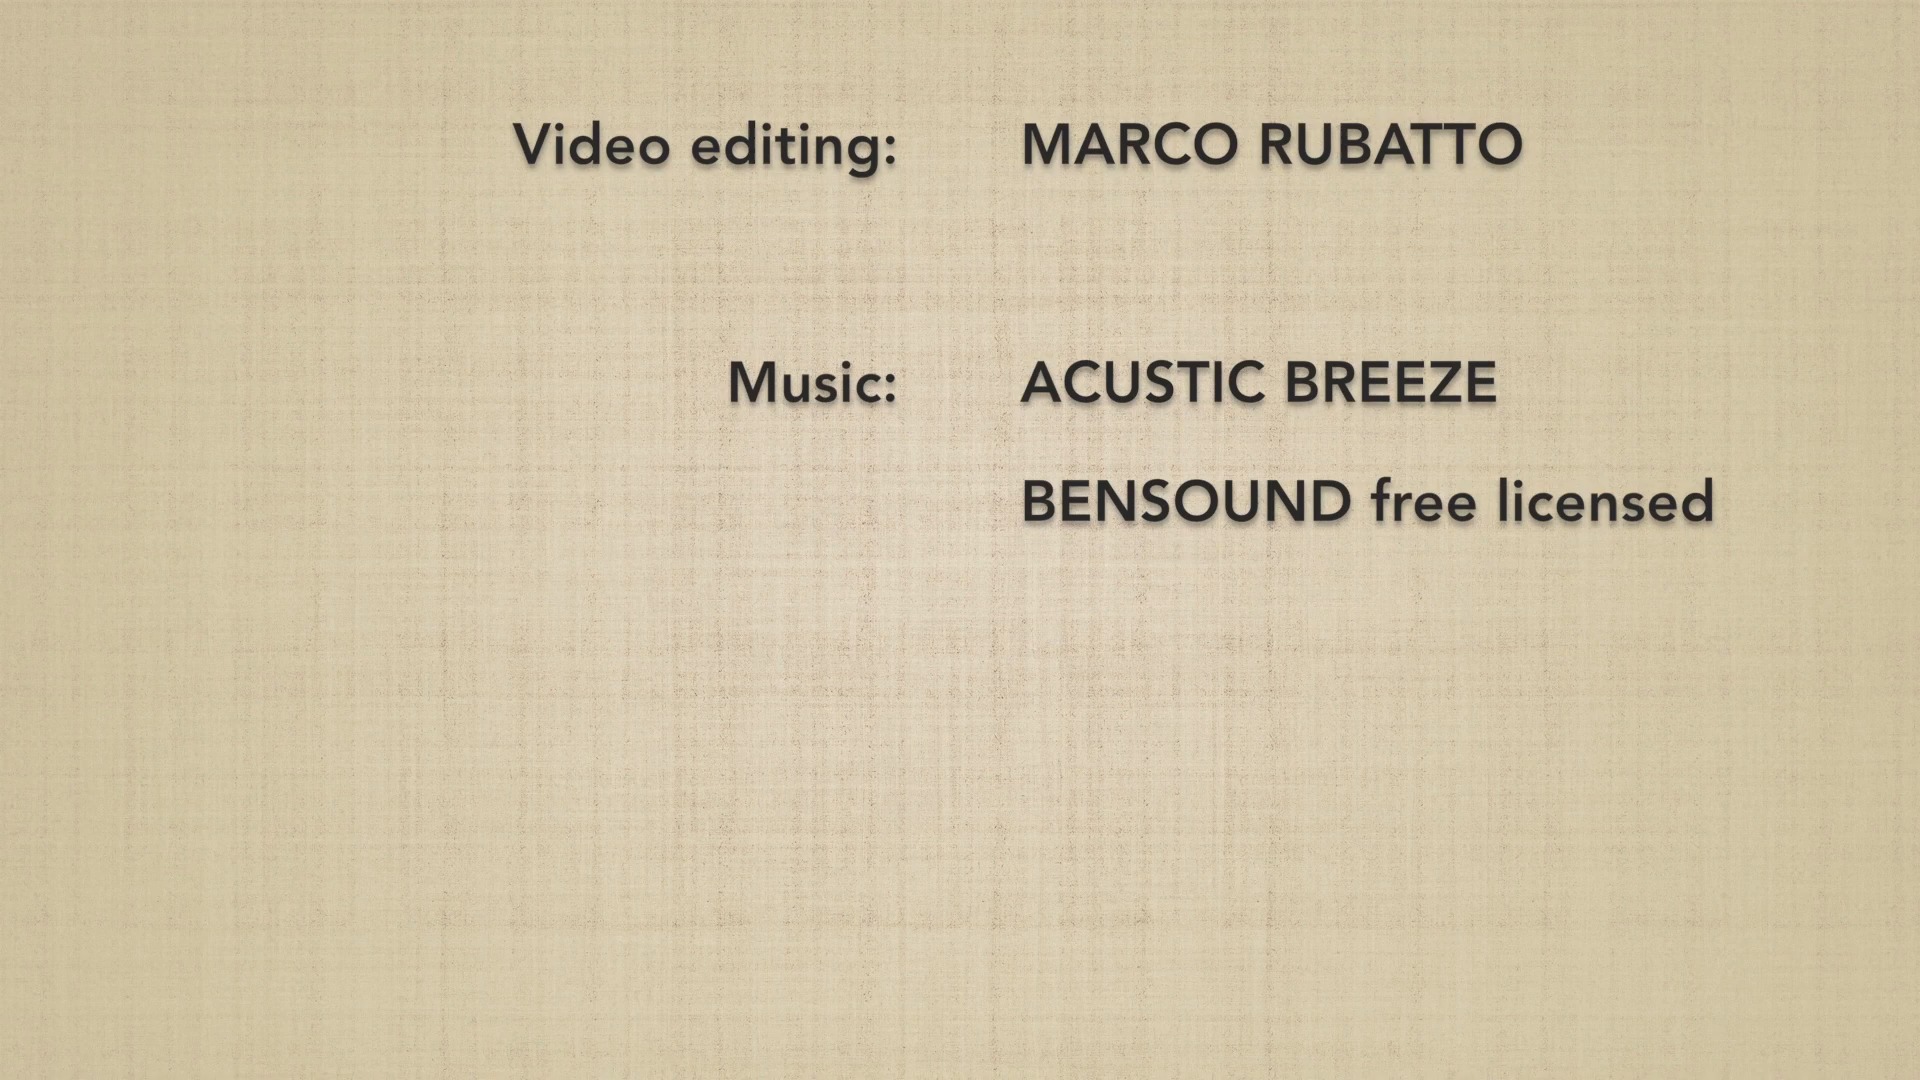 Video editing: MARCO RUBATTO
Music: ACUSTIC BREEZE
BENSOUND free licensed